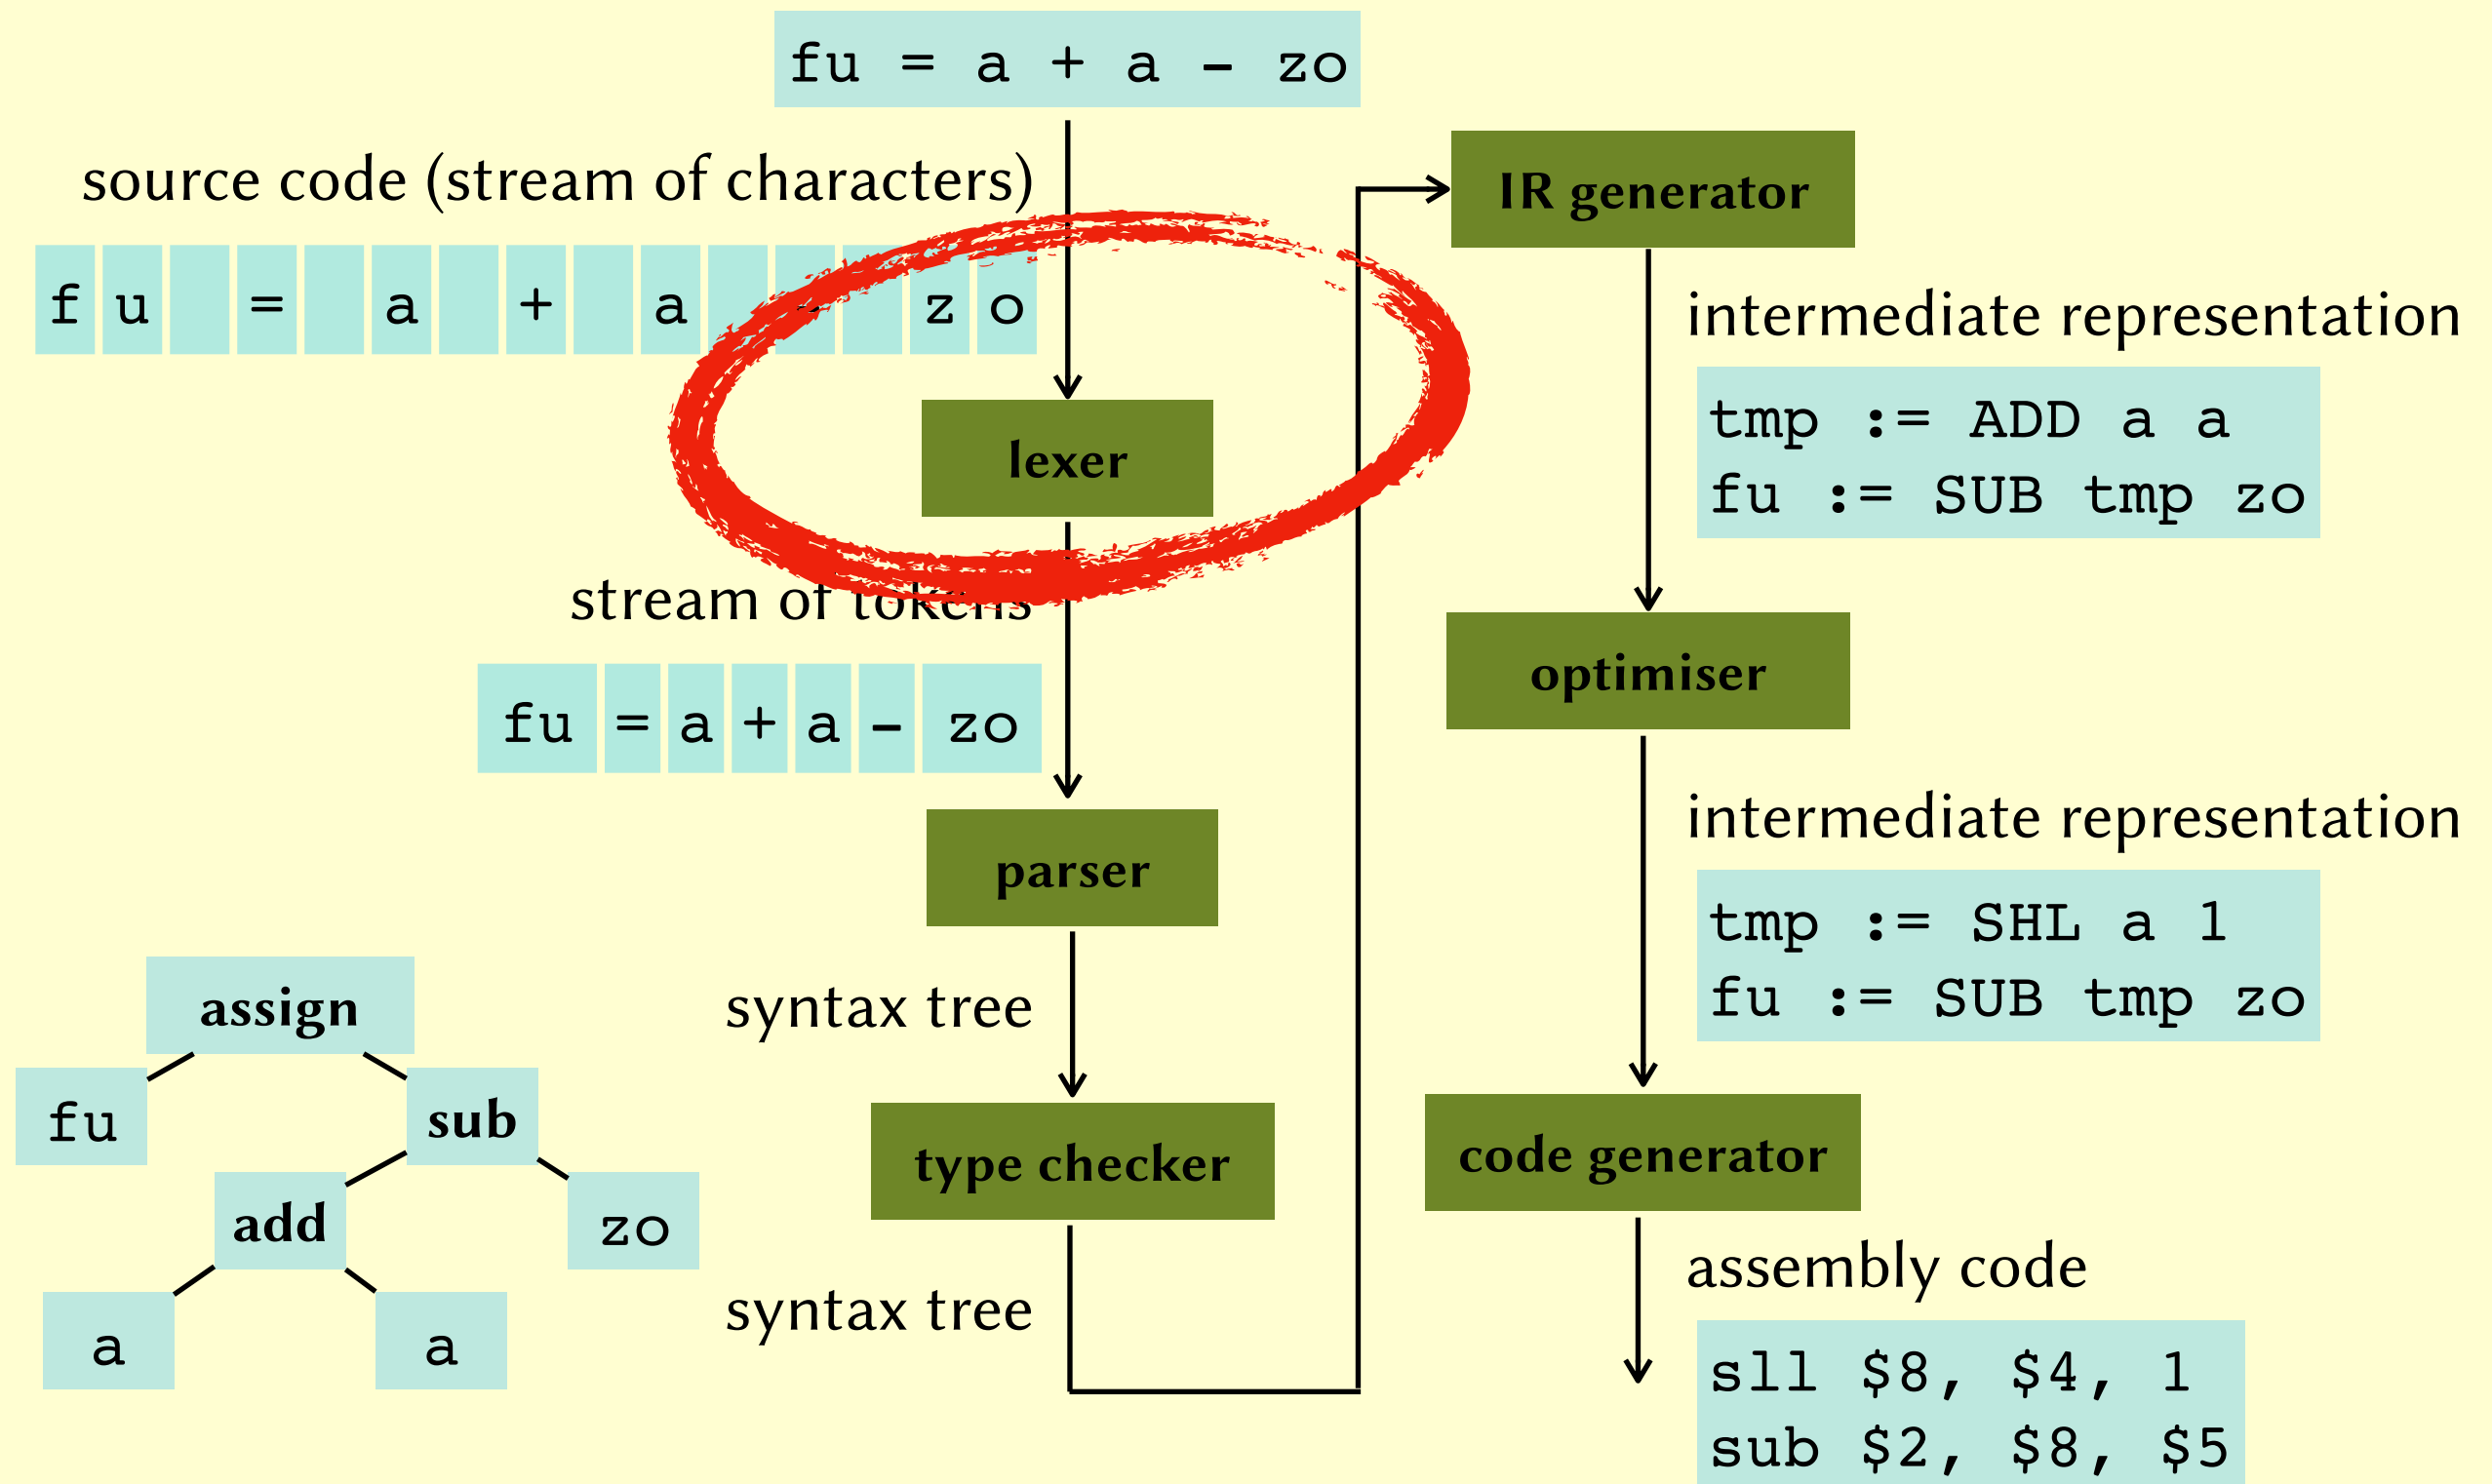 fu = a + a - zo
source code (stream of characters)
f u = a + a - z o
lexer
stream of tokens
fu = a + a - zo
parser
syntax tree
assign
fu sub
add zo
a a
type checker
syntax tree
IR generator
intermediate representation
tmp := ADD a a
fu := SUB tmp zo
optimiser
intermediate representation
tmp := SHL a 1
fu := SUB tmp zo
code generator
assembly code
sll $8, $4, 1
sub $2, $8, $5